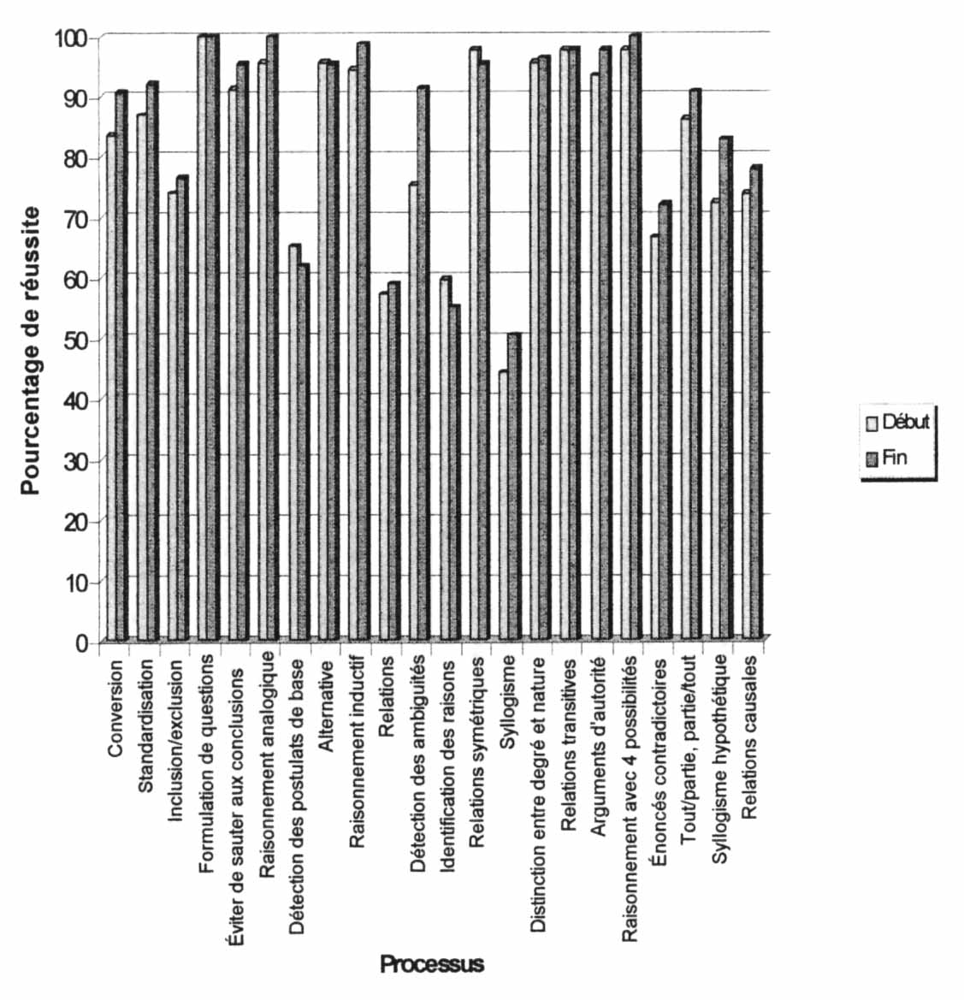 100
90
80
70
60
50
40
30
20
10
0
Pourcentage de réussite
Début
Fin
Conversion
Standardisation
Inclusion/exclusion
Formulation de questions
Éviter de sauter aux conclusions
Raisonnement analogique
Détection des postulats de base
Alternative
Raisonnement inductif
Relations
Détection des ambiguités
Identification des raisons
Relations symétriques
Syllogisme
Distinction entre degré et nature
Relations transitives
Arguments d'autorité
Raisonnement avec 4 possibilités
Énoncés contradictoires
Tout/partie, partie/tout
Syllogisme hypothétique
Relations causales
Processus